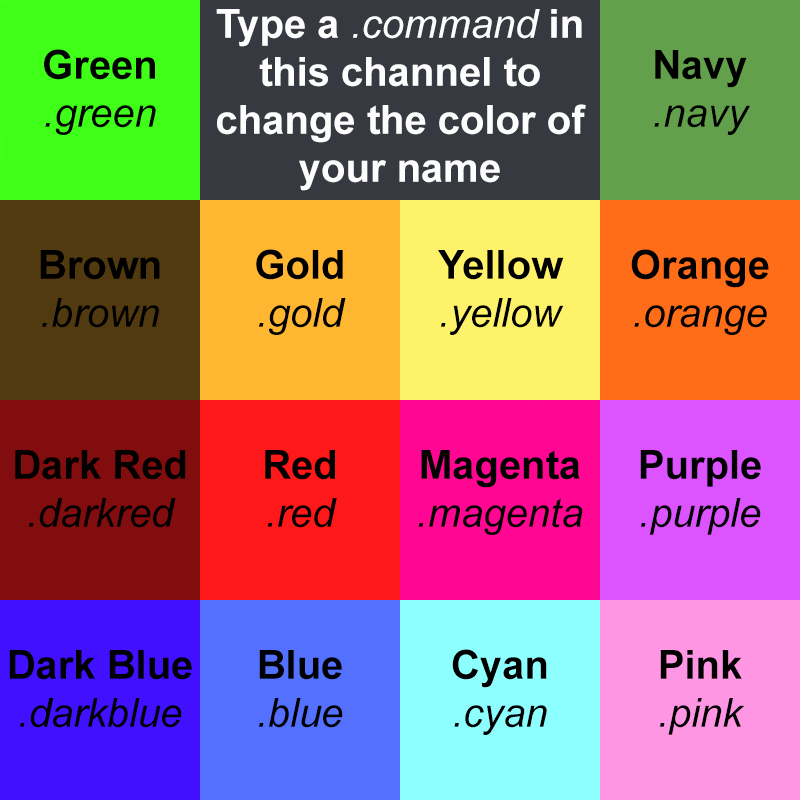 Green
.green
Type a .command in
this channel to
change the color of
your name
Navy
.navy
Brown
.brown
Gold
.gold
Yellow
.yellow
Orange
.orange
Dark Red
.darkred
Red
.red
Magenta
.magenta
Purple
.purple
Dark Blue
.darkblue
Blue
.blue
Cyan
.cyan
Pink
.pink